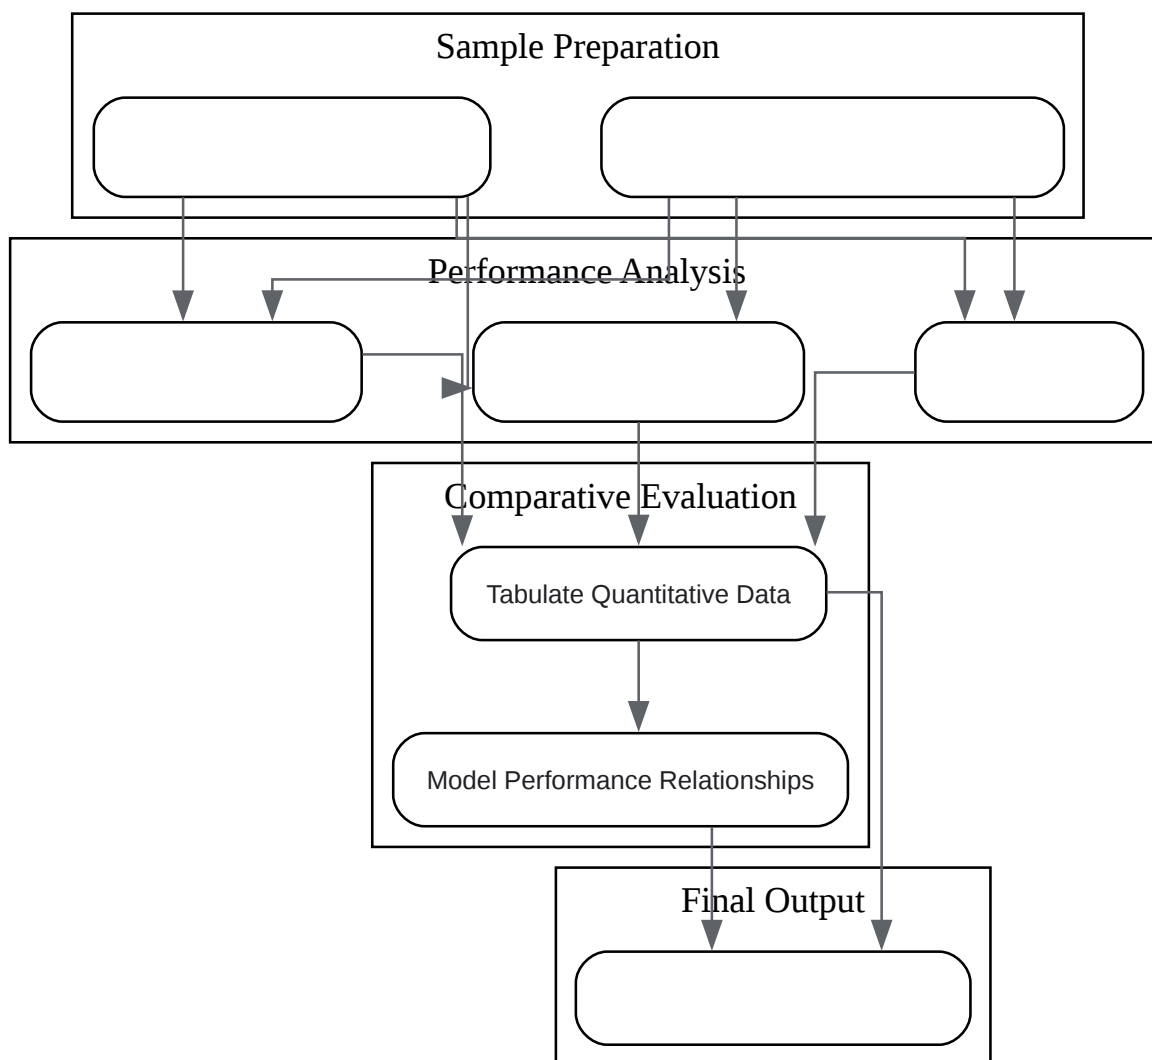 Sample Preparation
Performance Analysis
Comparative Evaluation
Tabulate Quantitative Data
Model Performance Relationships
Final Output